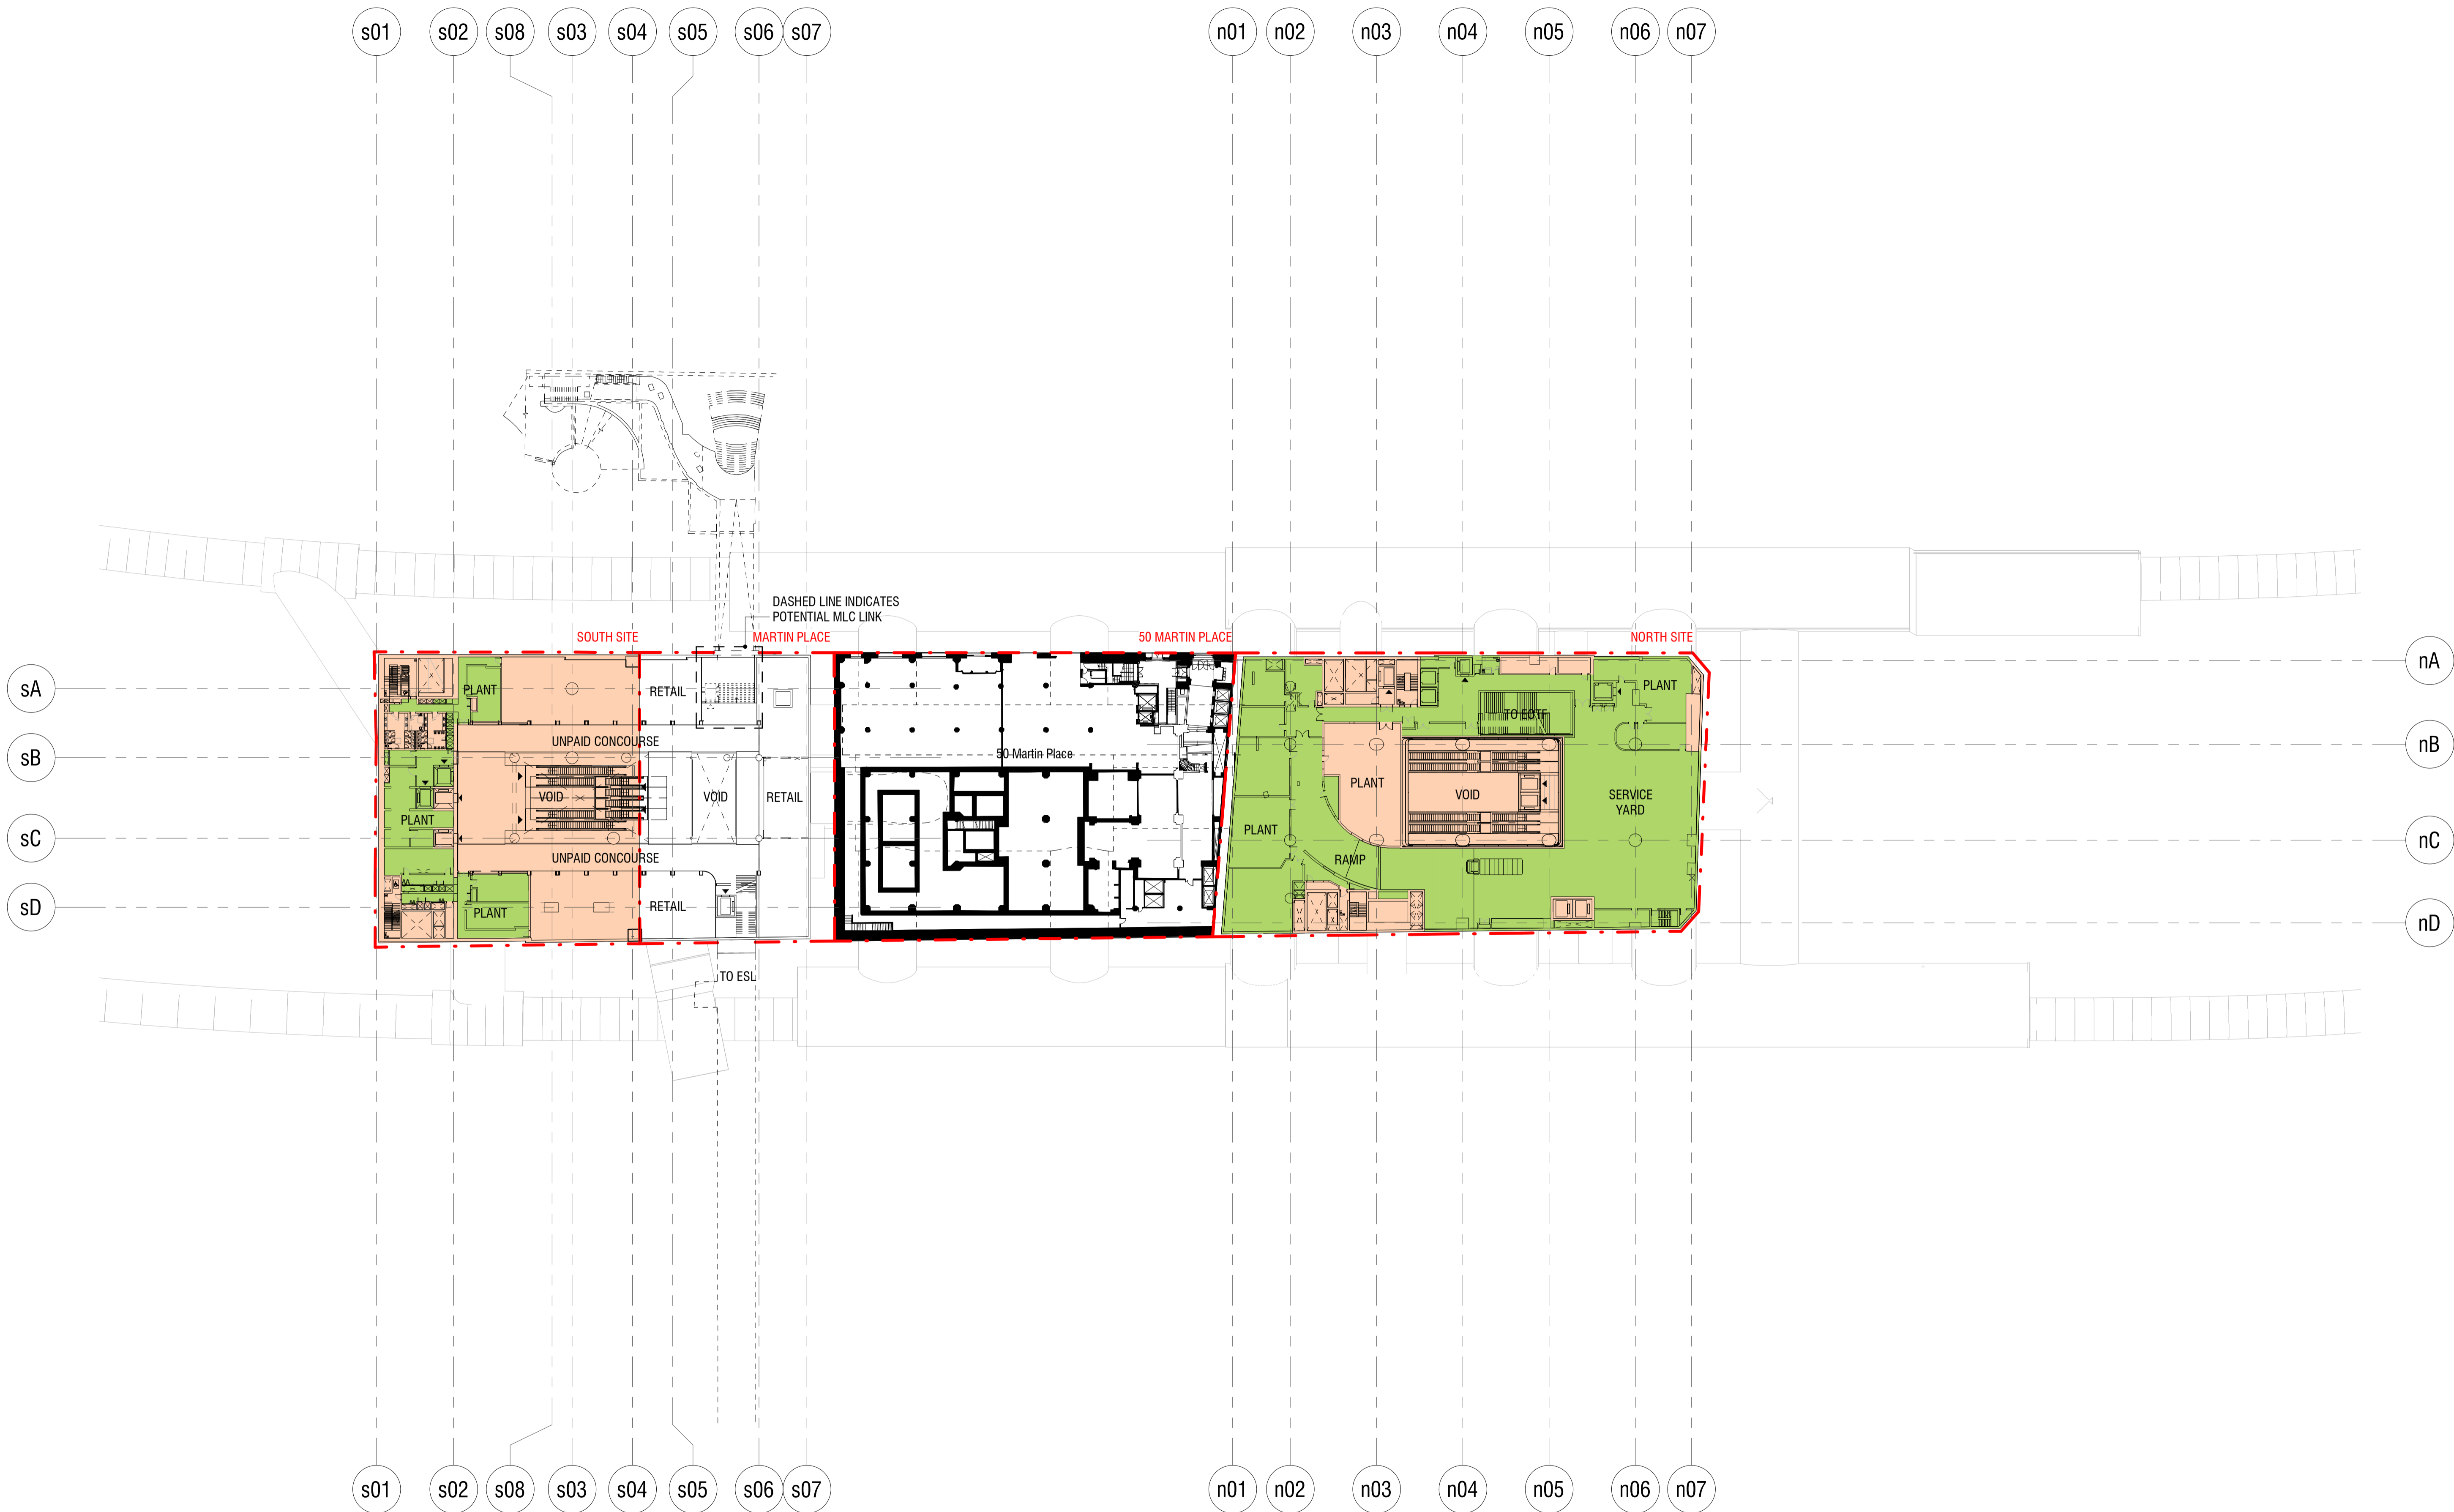 s01 s02 s08 s03 s04 s05 s06 s07 n01 n02 n03 n04 n05 n06 n07
DASHED LINE INDICATES
POTENTIAL MLC LINK
SOUTH SITE MARTIN PLACE 50 MARTIN PLACE NORTH SITE
sA nA
PLANT RETAIL PLANT
TO EOTF
UNPAID CONCOURSE
sB nB
50 Martin Place
PLANT
VOID VOID RETAIL VOID SERVICE
YARD
PLANT
PLANT
sC nC
UNPAID CONCOURSE
RAMP
RETAIL
PLANT
sD nD
TO ESL
s01 s02 s08 s03 s04 s05 s06 s07 n01 n02 n03 n04 n05 n06 n07